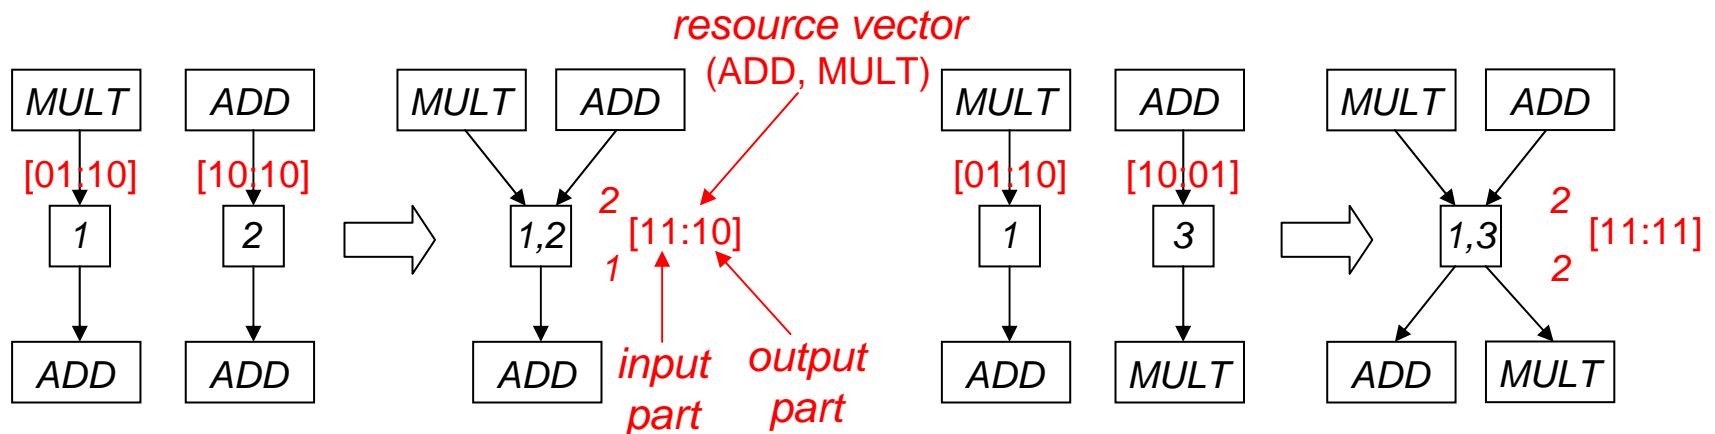 resource vector
(ADD, MULT)
MULT ADD MULT ADD MULT ADD MULT ADD
[01:10] [10:10] [01:10] [10:01]
2 2
1 2 1,2 [11:10] 1 3 1,3 [11:11]
1 2
ADD ADD ADD input output ADD MULT ADD MULT
part part